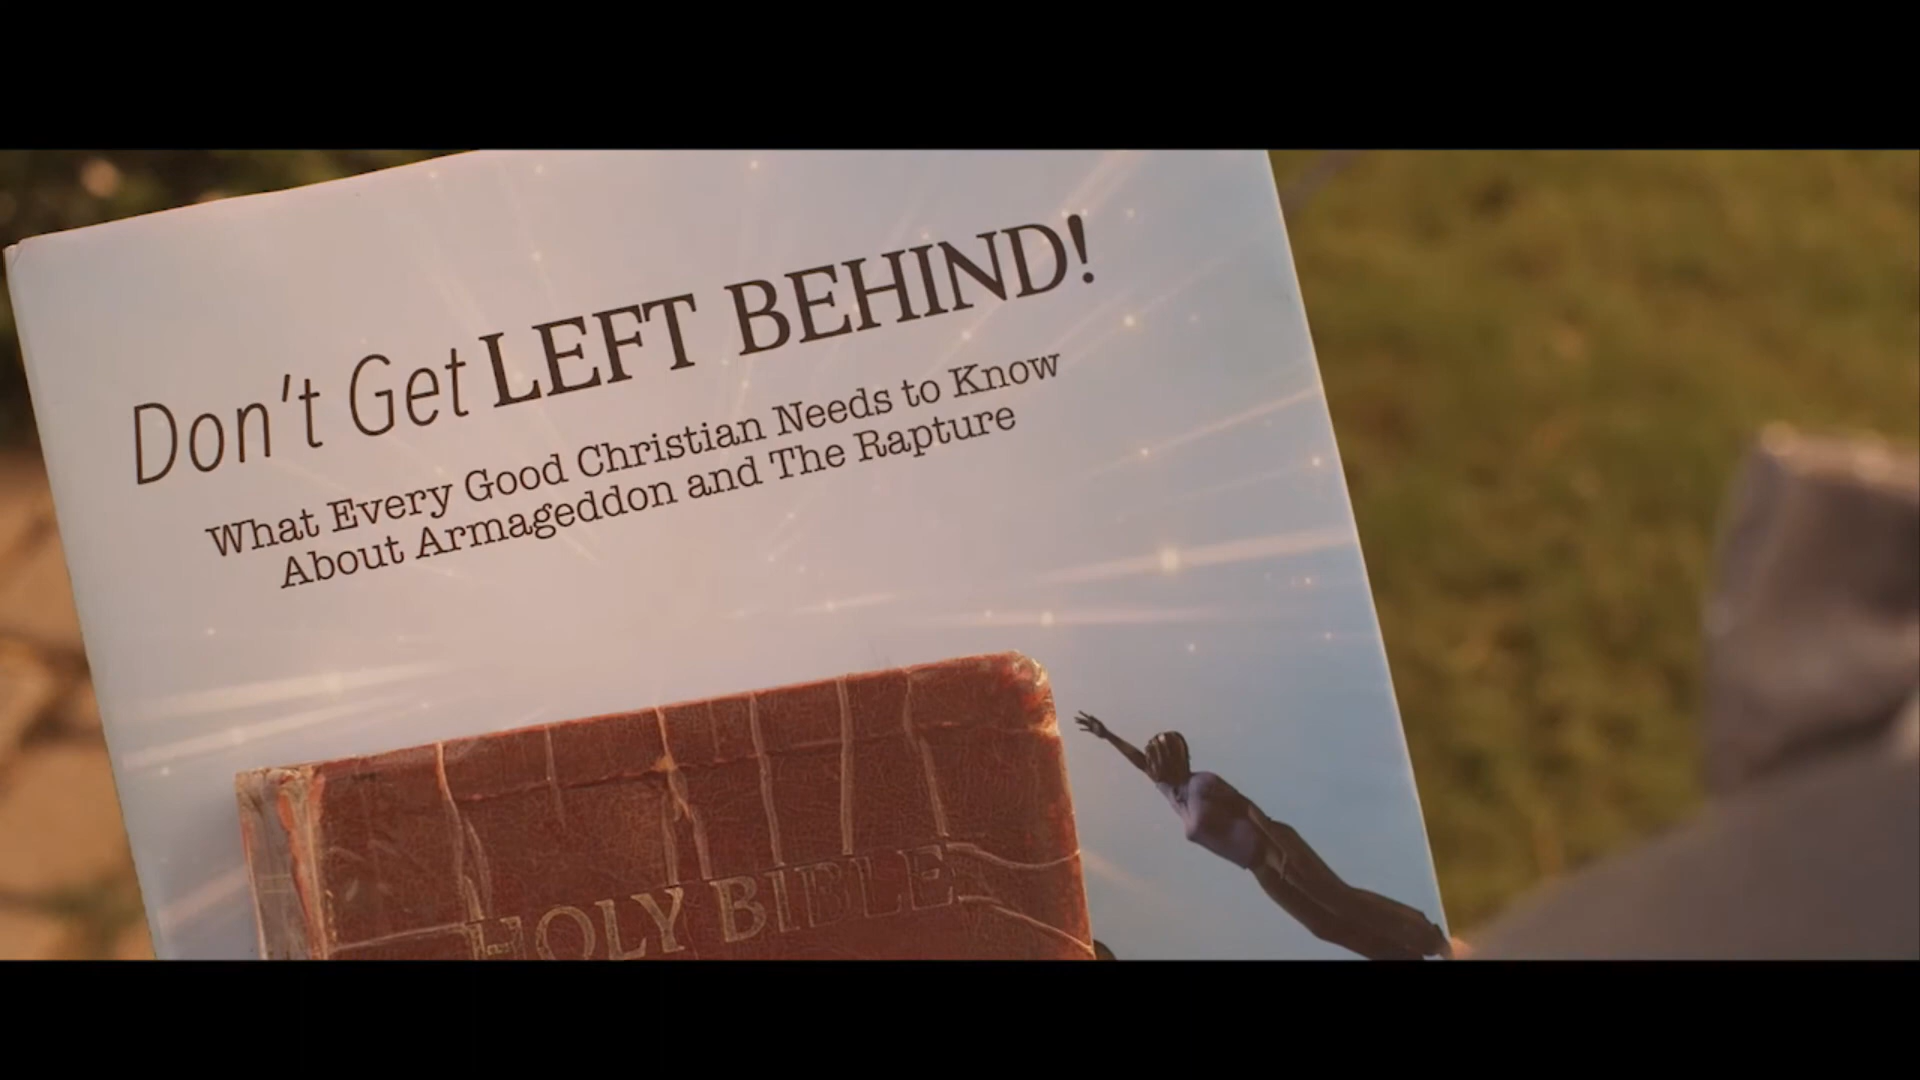 Don't Get LEFT BEHIND!
What Every Good Christian Needs to Know
About Armageddon and The Rapture
HOLY BIBLE